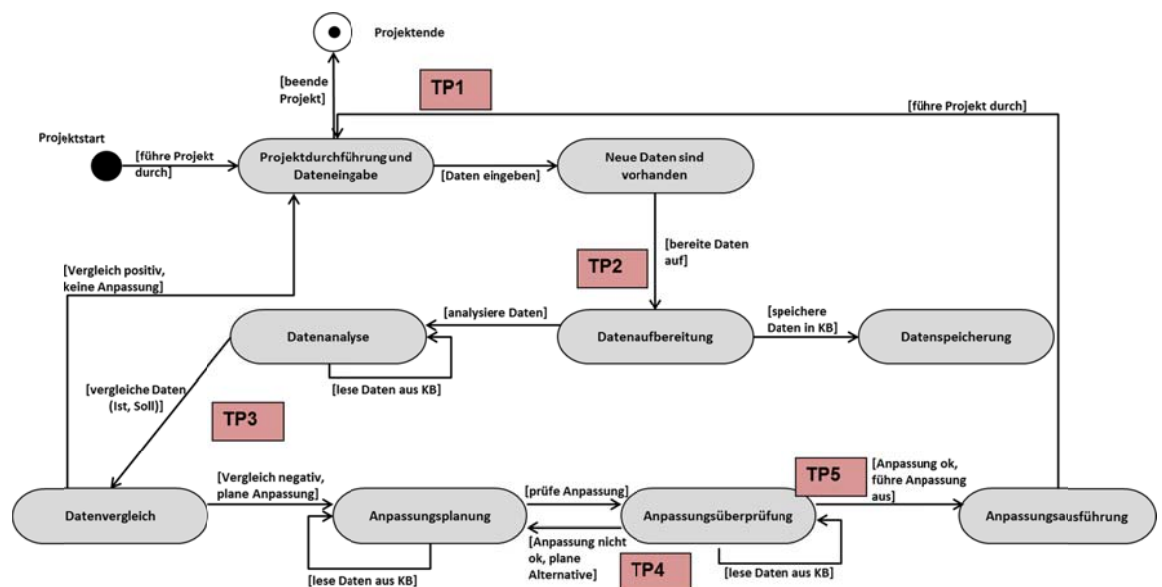 Projektende
[beende
Projekt]
TP1
[führe Projekt durch]
Projektstart
[führe Projekt
durch]
Projektdurchführung und
Dateneingabe
[Daten eingeben]
Neue Daten sind
vorhanden
[bereite Daten
auf]
TP2
[Vergleich positiv,
keine Anpassung]
[analysiere Daten]
[speichere
Daten in KB]
Datenanalyse
Datenaufbereitung
Datenspeicherung
[lese Daten aus KB]
[vergleiche Daten
(Ist, Soll)]
TP3
[Vergleich negativ,
plane Anpassung]
[prüfe Anpassung]
TP5
[Anpassung ok,
führe Anpassung
aus]
Datenvergleich
Anpassungsplanung
Anpassungsüberprüfung
Anpassungsausführung
[Anpassung nicht
ok, plane
Alternative]
TP4
[lese Daten aus KB]
[lese Daten aus KB]